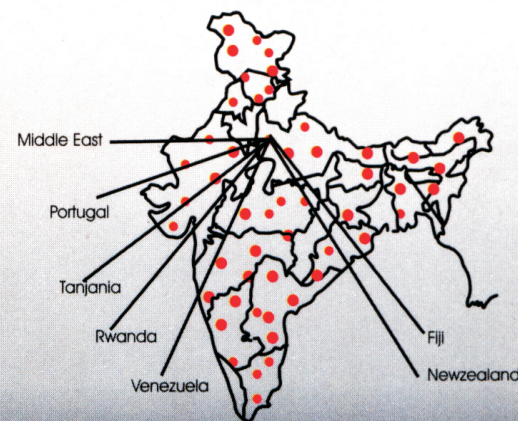 Middle East
Portugal
Tanjania
Rwanda
Venezuela
Fiji
Newzealand